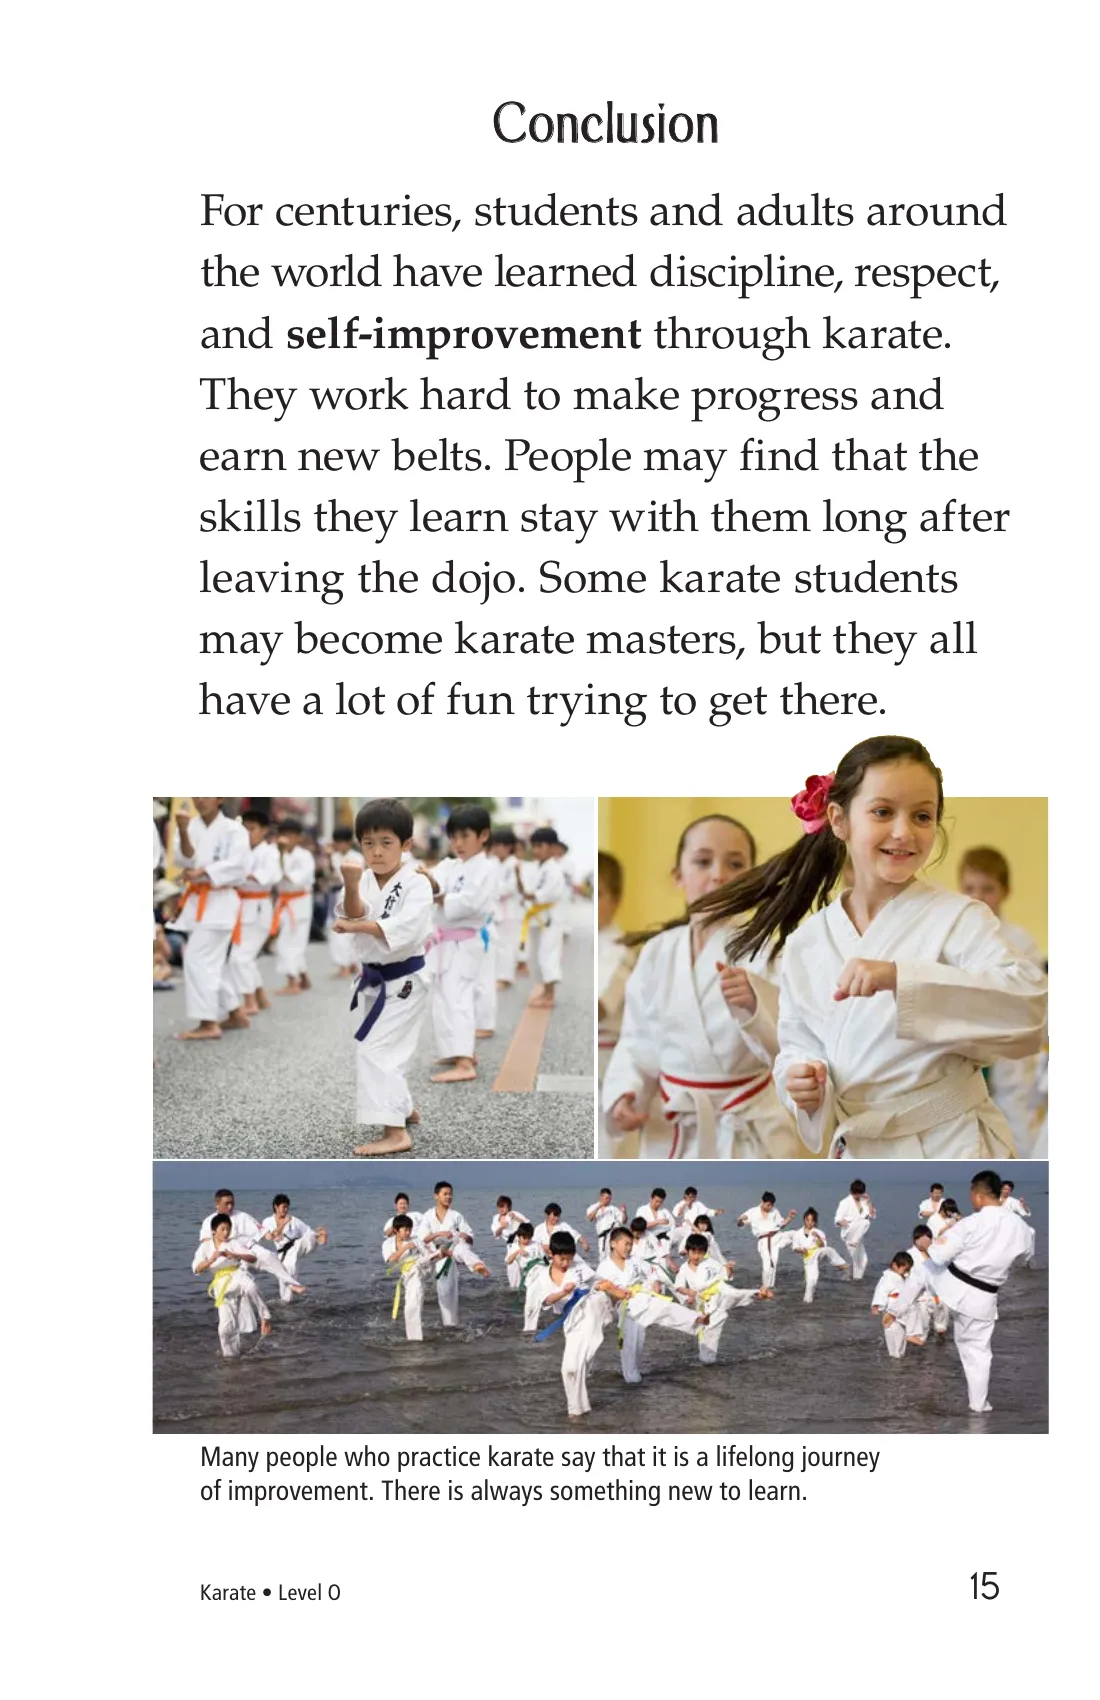 Conclusion
For centuries, students and adults around
the world have learned discipline, respect,
and self-improvement through karate.
They work hard to make progress and
earn new belts. People may find that the
skills they learn stay with them long after
leaving the dojo. Some karate students
may become karate masters, but they all
have a lot of fun trying to get there.
Many people who practice karate say that it is a lifelong journey
of improvement. There is always something new to learn.
Karate • Level O
15